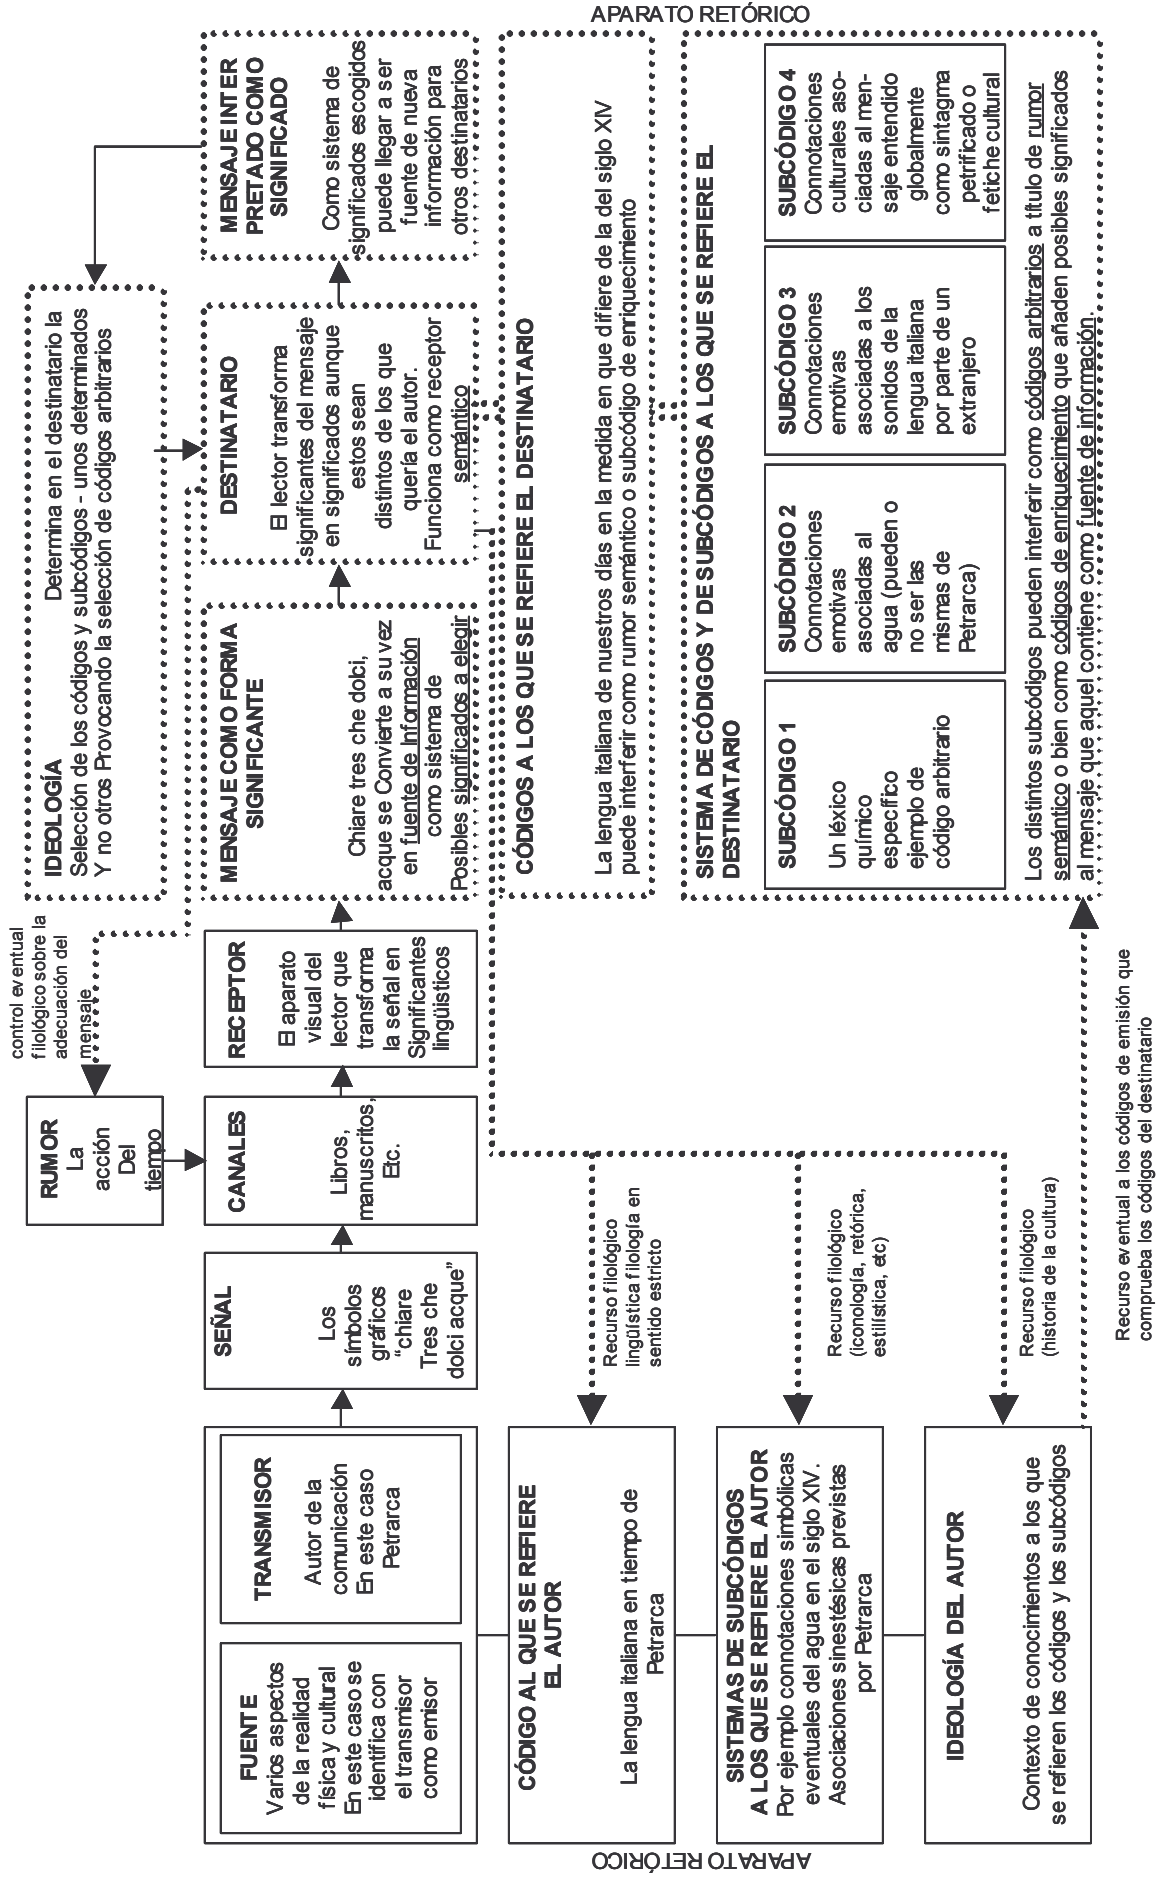 APARATO RETÓRICO
IDEOLOGÍA
Determina en el destinatario la
Selección de los códigos y subcódigos - unos determinados
Y no otros Provocando la selección de códigos arbitrarios
control eventual
filológico sobre la
adecuación del
mensaje
RUMOR
La
acción
Del
tiempo
FUENTE
Varios aspectos
de la realidad
física y cultural
En este caso se
identifica con
el transmisor
como emisor
TRANSMISOR
Autor de la
comunicación
En este caso
Petrarca
SEÑAL
Los
símbolos
gráficos
“chiare
Tres che
dolci acque”
CANALES
Libros,
manuscritos,
Etc.
RECEPTOR
El aparato
visual del
lector que
transforma
la señal en
Significantes
lingüisticos
MENSAJE COMO FORMA
SIGNIFICANTE
Chiare tres che dobi,
acque se Convierte a su vez
en fuente de Información
como sistema de
Posibles significados a elegir
DESTINATARIO
El lector transforma
significantes del mensaje
en significados aunque
estos sean
distintos de los que
quería el autor.
Funciona como receptor
semántico
MENSAJE INTER
PRETADO COMO
SIGNIFICADO
Como sistema de
significados escogidos
puede llegar a ser
fuente de nueva
información para
otros destinatarios
CÓDIGO AL QUE SE REFIERE
EL AUTOR
La lengua italiana en tiempo de
Petrarca
Recurso filológico
lingüística filología en
sentido estricto
CÓDIGOS A LOS QUE SE REFIERE EL DESTINATARIO
La lengua italiana de nuestros días en la medida en que difiere de la del siglo XIV
puede interferir como rumor semántico o subcódigo de enriquecimiento
SISTEMAS DE SUBCÓDIGOS
A LOS QUE SE REFIERE EL AUTOR
Por ejemplo connotaciones simbólicas
eventuales del agua en el siglo XIV.
Asociaciones sinestésicas previstas
por Petrarca
Recurso filológico
(iconología, retórica,
estilística, etc)
SISTEMA DE CÓDIGOS Y DE SUBCÓDIGOS A LOS QUE SE REFIERE EL
DESTINATARIO
SUBCÓDIGO 1
Un léxico
químico
específico
ejemplo de
código arbitrario
SUBCÓDIGO 2
Connotaciones
emotivas
asociadas al
agua (pueden o
no ser las
mismas de
Petrarca)
SUBCÓDIGO 3
Connotaciones
emotivas
asociadas a los
sonidos de la
lengua italiana
por parte de un
extranjero
SUBCÓDIGO 4
Connotaciones
culturales aso-
ciadas al men-
saje entendido
globalmente
como sintagma
petrificado o
fetiche cultural
Los distintos subcódigos pueden interferir como códigos arbitrarios a título de rumor
semántico o bien como códigos de enriquecimiento que añaden posibles significados
al mensaje que aquel contiene como fuente de información.
IDEOLOGÍA DEL AUTOR
Contexto de conocimientos a los que
se refieren los códigos y los subcódigos
Recurso filológico
(historia de la cultura)
Recurso eventual a los códigos de emisión que
comprueba los códigos del destinatario
APARATO RETÓRICO